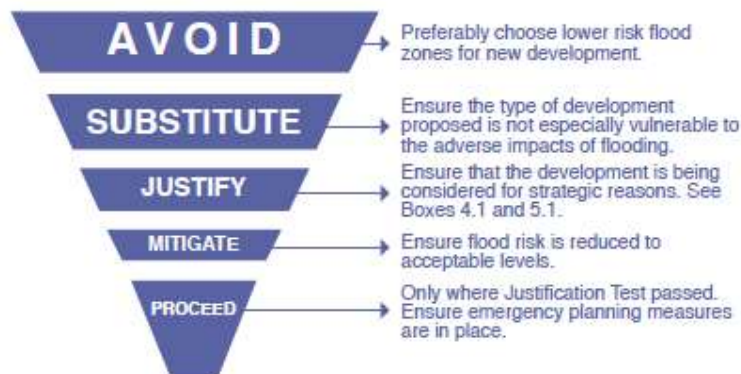 AVOID
Preferably choose lower risk flood
zones for new development.
SUBSTITUTE
Ensure the type of development
proposed is not especially vulnerable to
the adverse impacts of flooding.
JUSTIFY
Ensure that the development is being
considered for strategic reasons. See
Boxes 4.1 and 5.1.
MITIGATE
Ensure flood risk is reduced to
acceptable levels.
PROCEED
Only where Justification Test passed.
Ensure emergency planning measures
are in place.